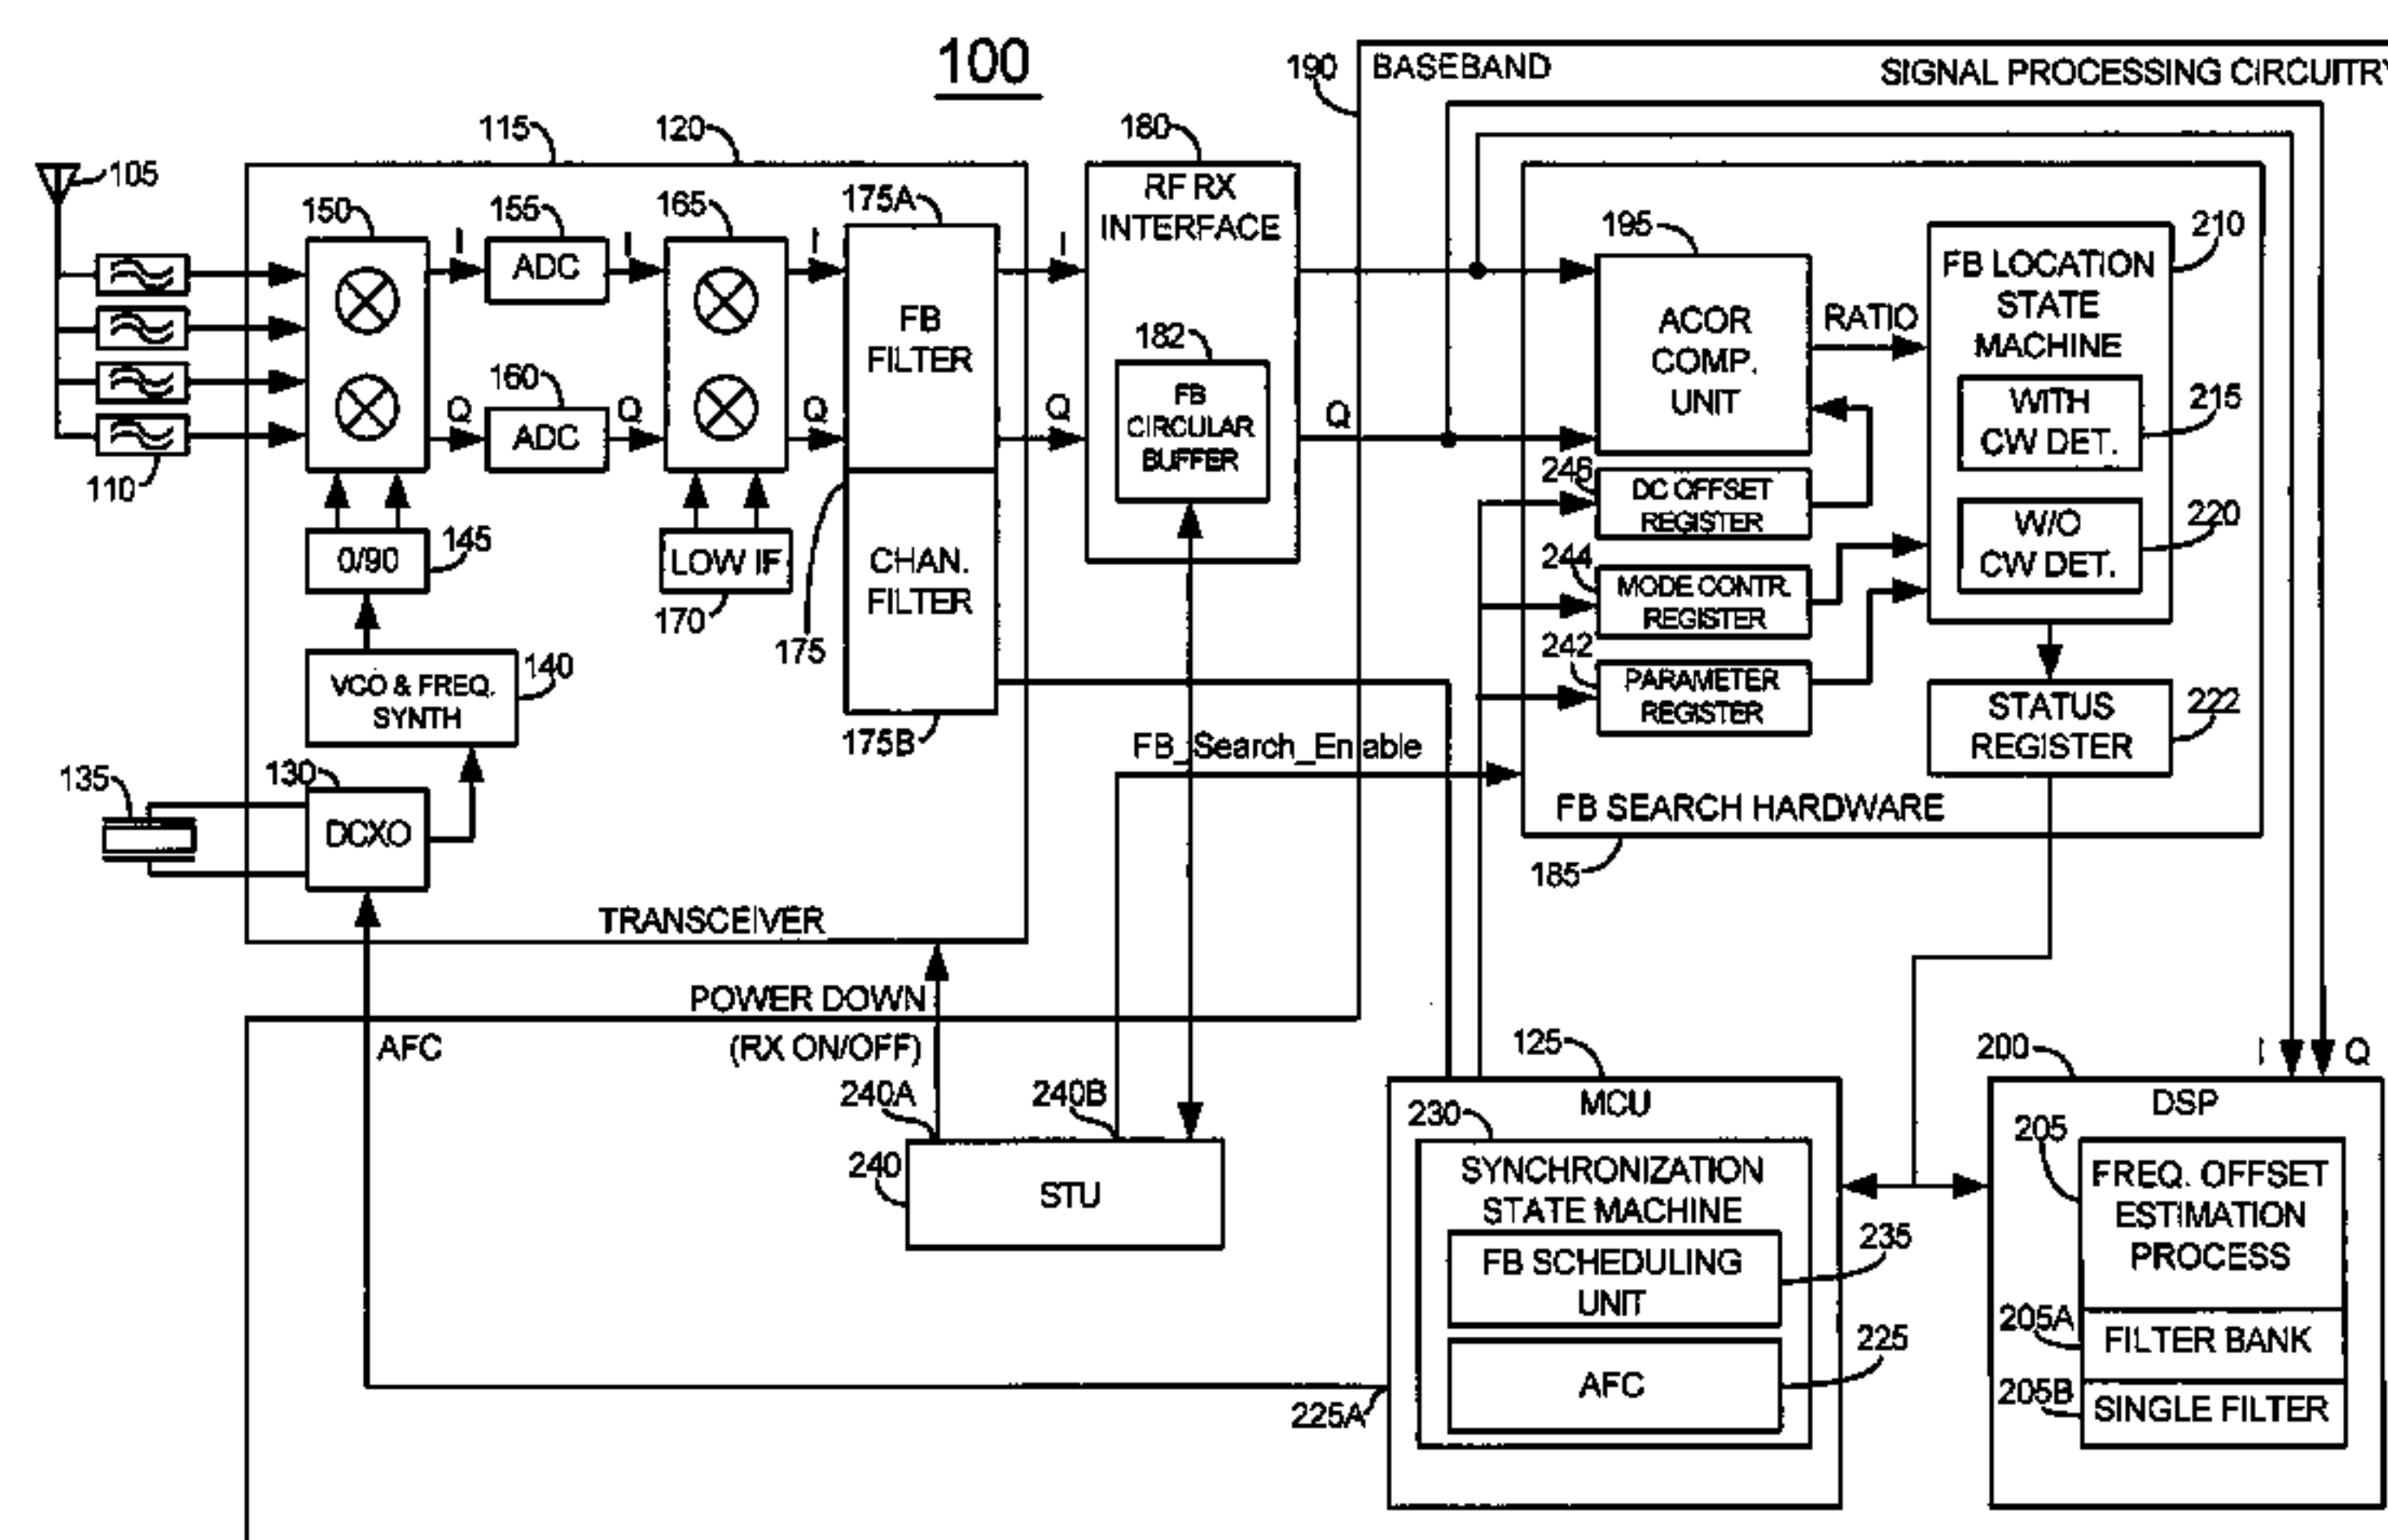 100
190
BASEBAND
SIGNAL PROCESSING CIRCUITRY
105
115
120
180
150
I
155
ADC
I
165
I
175A
FB
FILTER
I
RF RX
INTERFACE
182
FB
CIRCULAR
BUFFER
195
ACOR
COMP.
UNIT
RATIO
210
FB LOCATION
STATE
MACHINE
WITH
CW DET.
215
W/O
CW DET.
220
Q
160
ADC
Q
Q
Q
Q
110
0/90
145
LOW IF
170
175
CHAN.
FILTER
175B
246
DC OFFSET
REGISTER
244
MODE CONTR.
REGISTER
242
PARAMETER
REGISTER
STATUS
REGISTER
222
140
VCO & FREQ.
SYNTH
FB_Search_Enable
135
130
DCXO
FB SEARCH HARDWARE
185
TRANSCEIVER
POWER DOWN
(RX ON/OFF)
AFC
240A
240B
240
STU
125
MCU
230
SYNCHRONIZATION
STATE MACHINE
FB SCHEDULING
UNIT
235
AFC
225
225A
200
I
Q
DSP
205
FREQ. OFFSET
ESTIMATION
PROCESS
205A
FILTER BANK
205B
SINGLE FILTER